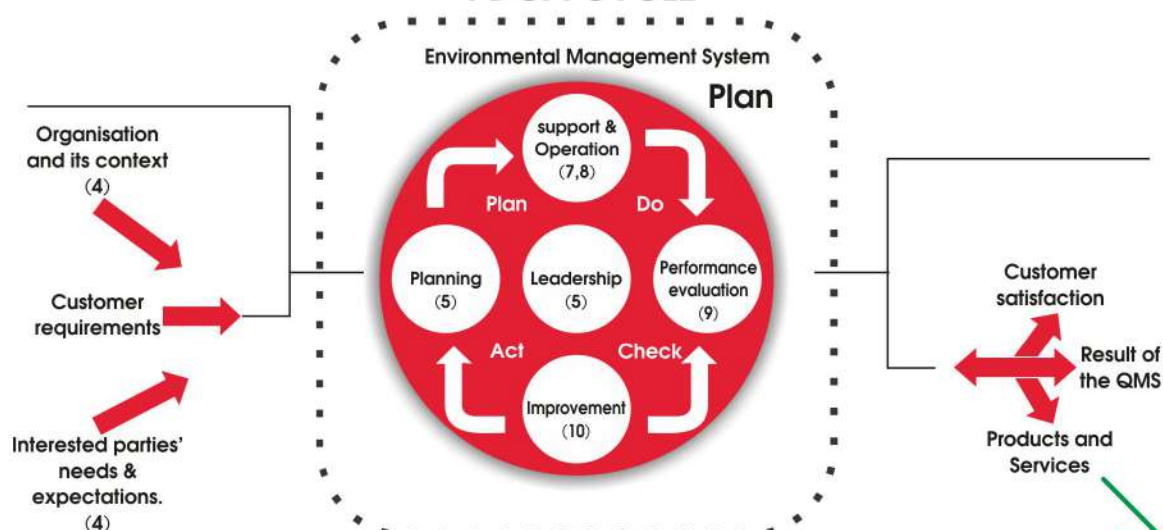 Environmental Management System
Plan
Organisation
and its context
(4)
Customer
requirements
Interested parties'
needs &
expectations.
(4)
support &
Operation
(7,8)
Plan
Do
Planning
(5)
Leadership
(5)
Performance
evaluation
(9)
Act
Check
Improvement
(10)
Customer
satisfaction
Result of
the QMS
Products and
Services